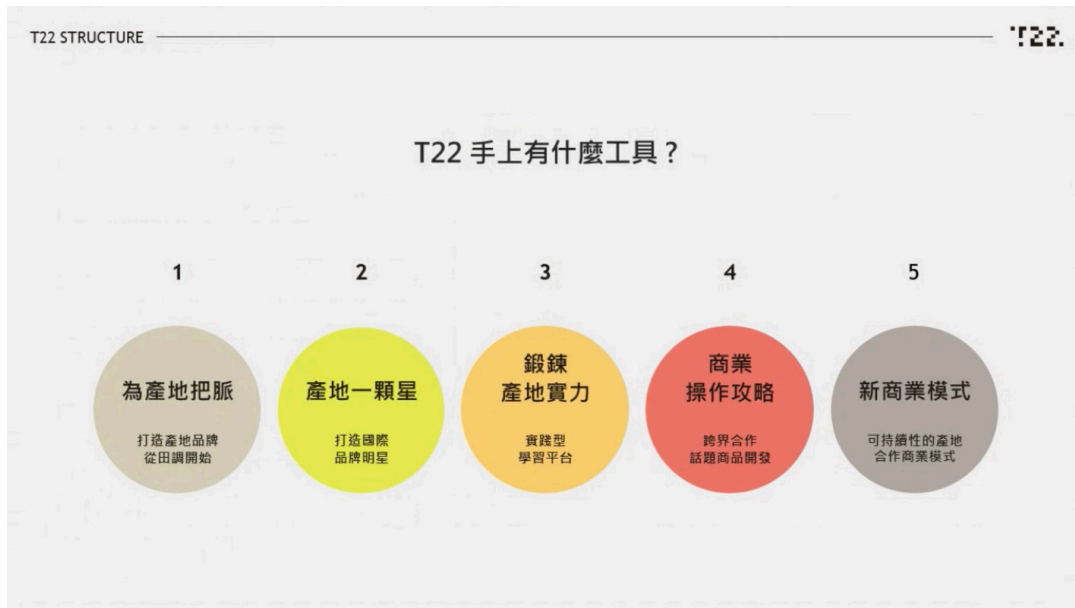 T22 STRUCTURE
T22.
T22 手上有什麼工具？
1
2
3
4
5
為產地把脈
打造產地品牌
從田調開始
產地一顆星
打造國際
品牌明星
鍛鍊
產地實力
實踐型
學習平台
商業
操作攻略
跨界合作
話題商品開發
新商業模式
可持續性的產地
合作商業模式